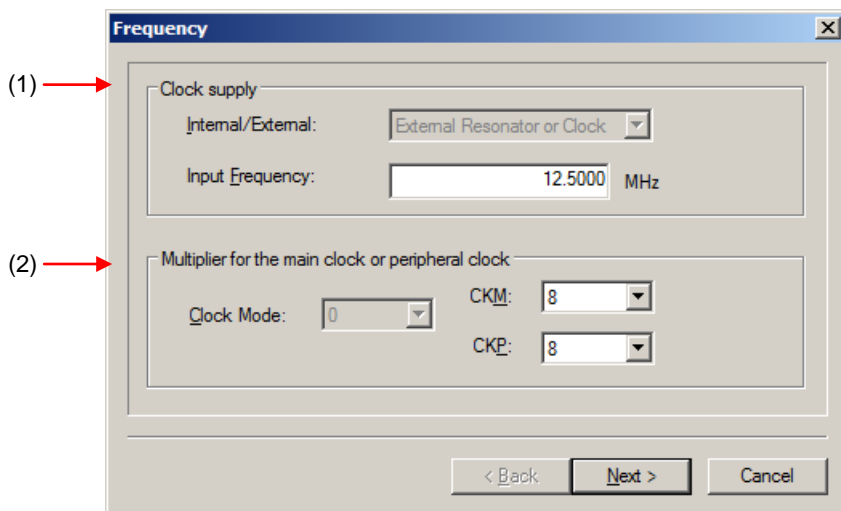 Frequency
(1)
Clock supply
Internal/External: External Resonator or Clock
Input Frequency: 12.5000 MHz
(2)
Multiplier for the main clock or peripheral clock
Clock Mode: 0 CKM: 8
CKP: 8
< Back Next > Cancel